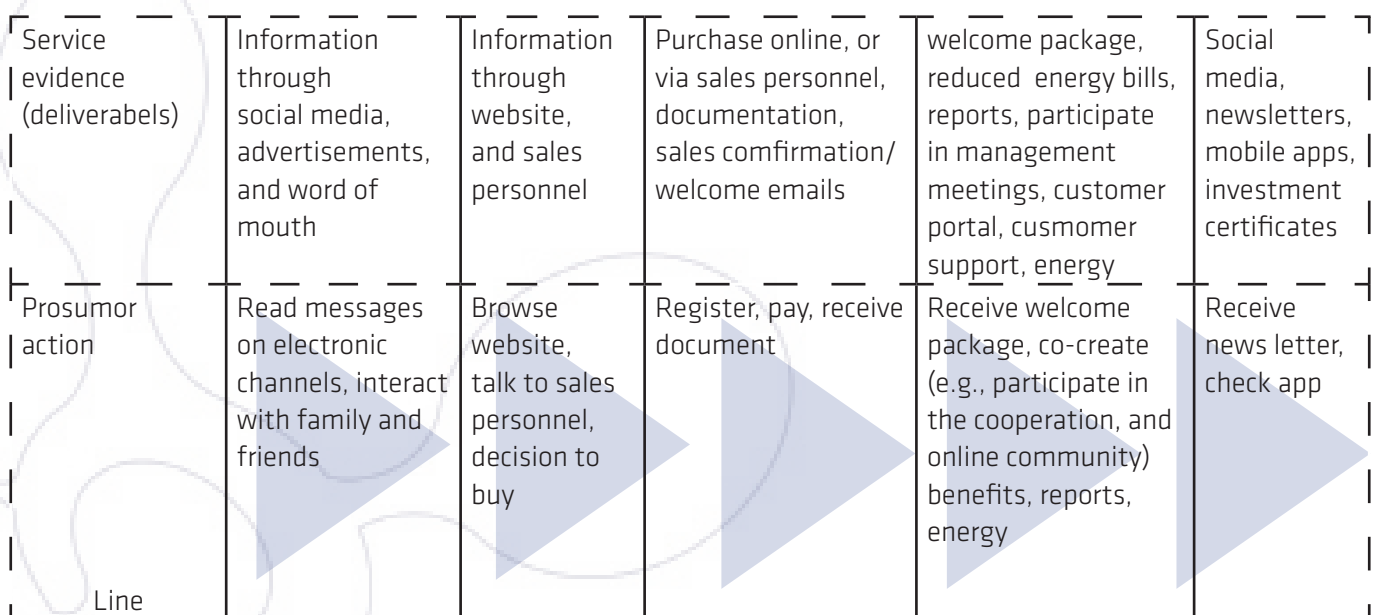 Service
evidence
(deliverabels)
Information
through
social media,
advertisements,
and word of
mouth
Information
through
website,
and sales
personnel
Purchase online, or
via sales personnel,
documentation,
sales comfirmation/
welcome emails
welcome package,
reduced energy bills,
reports, participate
in management
meetings, customer
portal, cusmomer
support, energy
Social
media,
newsletters,
mobile apps,
investment
certificates
Prosumor
action
Read messages
on electronic
channels, interact
with family and
friends
Browse
website,
talk to sales
personnel,
decision to
buy
Register, pay, receive
document
Receive welcome
package, co-create
(e.g., participate in
the cooperation, and
online community)
benefits, reports,
energy
Receive
news letter,
check app
Line